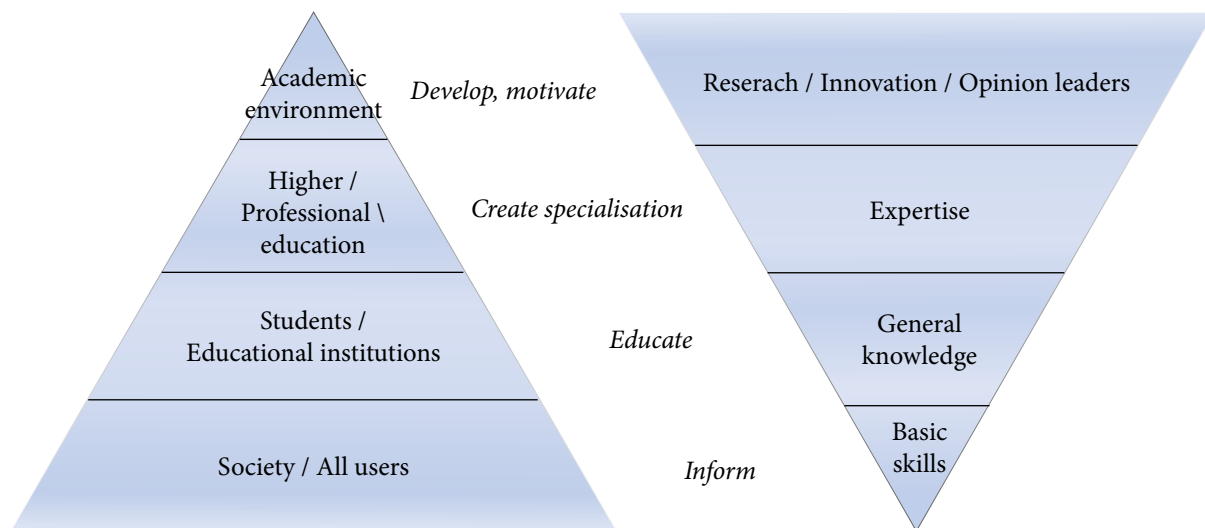 Academic
environment
Develop, motivate
Reserach / Innovation / Opinion leaders
Higher /
Professional \
education
Create specialisation
Expertise
Students /
Educational institutions
Educate
General
knowledge
Society / All users
Inform
Basic
skills